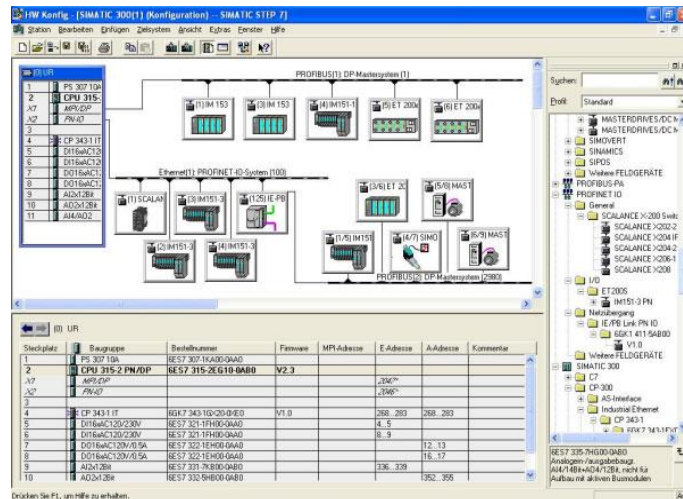 HW Konfig - [SIMATIC 300(1) (Konfiguration) -- SIMATIC STEP 7]
Station Bearbeiten Einfügen Zielsystem Ansicht Extras Fenster Hilfe
(0) UR
1 PS 307 10A
2 CPU 315-
X1 MPI/DP
X2 PN-IO
3
4 CP 343-1 IT
5 DI16xAC12
6 DI16xAC12
7 DO16xAC1
8 DO16xAC1
9 AI2x12Bit
10 AO2x12Bit
11 AI4/AO2
PROFIBUS(1): DP-Mastersystem (1)
(1) IM 153 (3) IM 153 (4) IM151-1 (5) ET 200 (6) ET 200
Ethernet(1): PROFINET-IO-System (100)
(1) SCALAN (3) IM151-3 (125) IE-PB
(2) IM151-3 (4) IM151-3
(3/6) ET 20 (5/8) MAST
(1/5) IM151 (4/7) SIMO (6/9) MAST
PROFIBUS(2): DP-Mastersystem (2980)
Suchen:
Profil: Standard
MASTERDRIVES/DC M
MASTERDRIVES/DC M
SIMOVERT
SINAMICS
SIPOS
Weitere FELDGERÄTE
PROFIBUS-PA
PROFINET IO
General
SCALANCE X-200 Switc
SCALANCE X202-2
SCALANCE X204 IF
SCALANCE X204-2
SCALANCE X206-1
SCALANCE X208
I/O
ET200S
IM151-3 PN
Netzübergang
IE/PB Link PN IO
6GK1 411-5AB00
V1.0
Weitere FELDGERÄTE
SIMATIC 300
C7
CP-300
AS-Interface
Industrial Ethernet
CP 343-1
6GK7 343-1EX1
6ES7 335-7HG00-0AB0
Analogein-/ausgabebaugr.
AI4/14Bit+AO4/12Bit, nicht für
Aufbau mit aktiven Busmodulen
(0) UR
Steckplatz Baugruppe Bestellnummer Firmware MPI-Adresse E-Adresse A-Adresse Kommentar
1 PS 307 10A 6ES7 307-1KA00-0AA0
2 CPU 315-2 PN/DP 6ES7 315-2EG10-0AB0 V2.3
X1 MPI/DP 2047*
X2 PN-IO 2046*
3
4 CP 343-1 IT 6GK7 343-1GX20-0XE0 V1.0 268...283 268...283
5 DI16xAC120/230V 6ES7 321-1FH00-0AA0 4...5
6 DI16xAC120/230V 6ES7 321-1FH00-0AA0 8...9
7 DO16xAC120V/0.5A 6ES7 322-1EH00-0AA0 12...13
8 DO16xAC120V/0.5A 6ES7 322-1EH00-0AA0 16...17
9 AI2x12Bit 6ES7 331-7KB00-0AB0 336...339
10 AO2x12Bit 6ES7 332-5HB00-0AB0 352...355
Drücken Sie F1, um Hilfe zu erhalten.